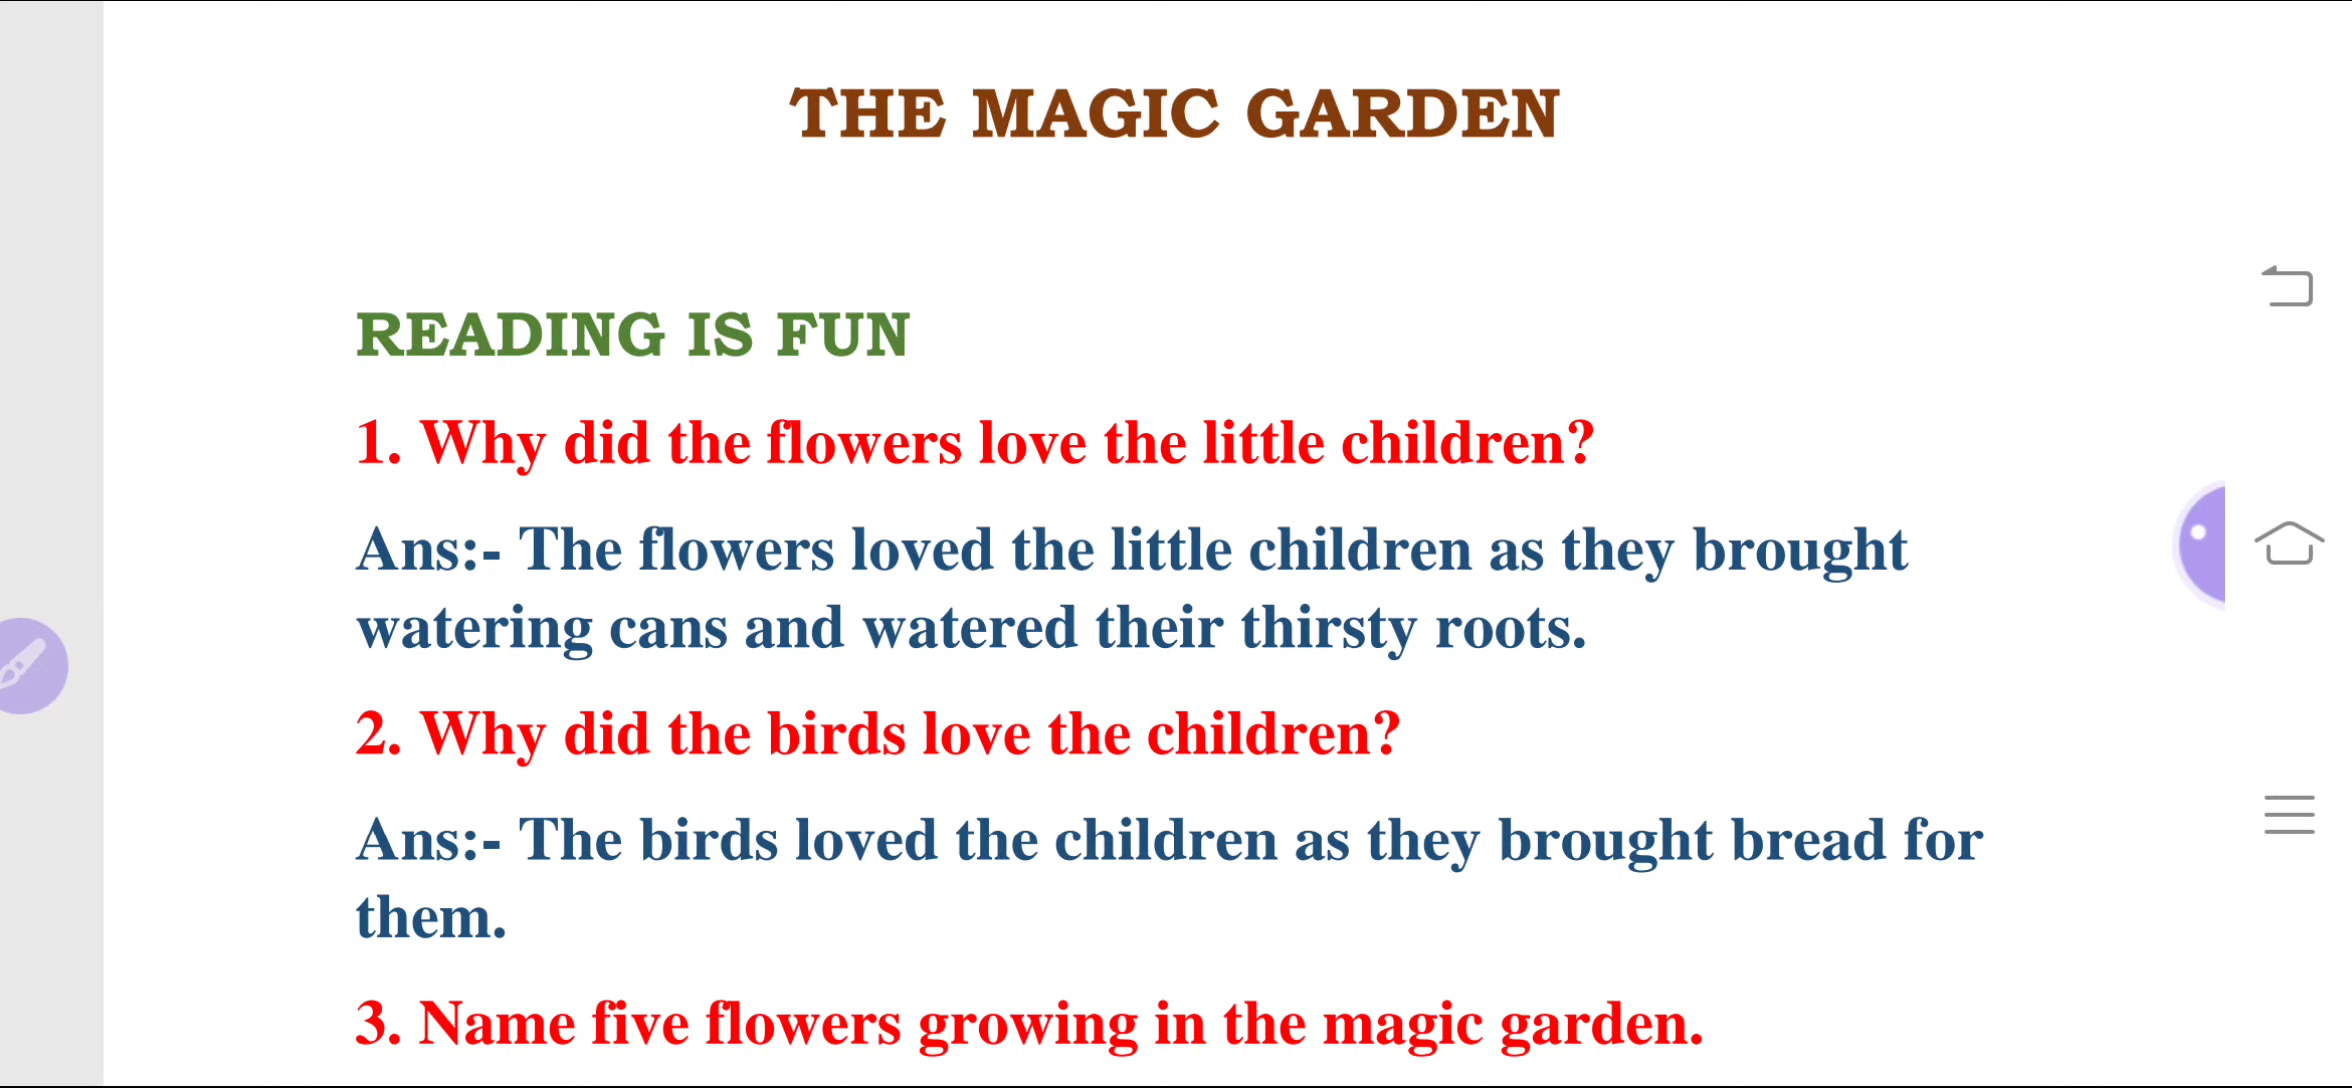 THE MAGIC GARDEN
READING IS FUN
1. Why did the flowers love the little children?
Ans:- The flowers loved the little children as they brought
watering cans and watered their thirsty roots.
2. Why did the birds love the children?
Ans:- The birds loved the children as they brought bread for
them.
3. Name five flowers growing in the magic garden.